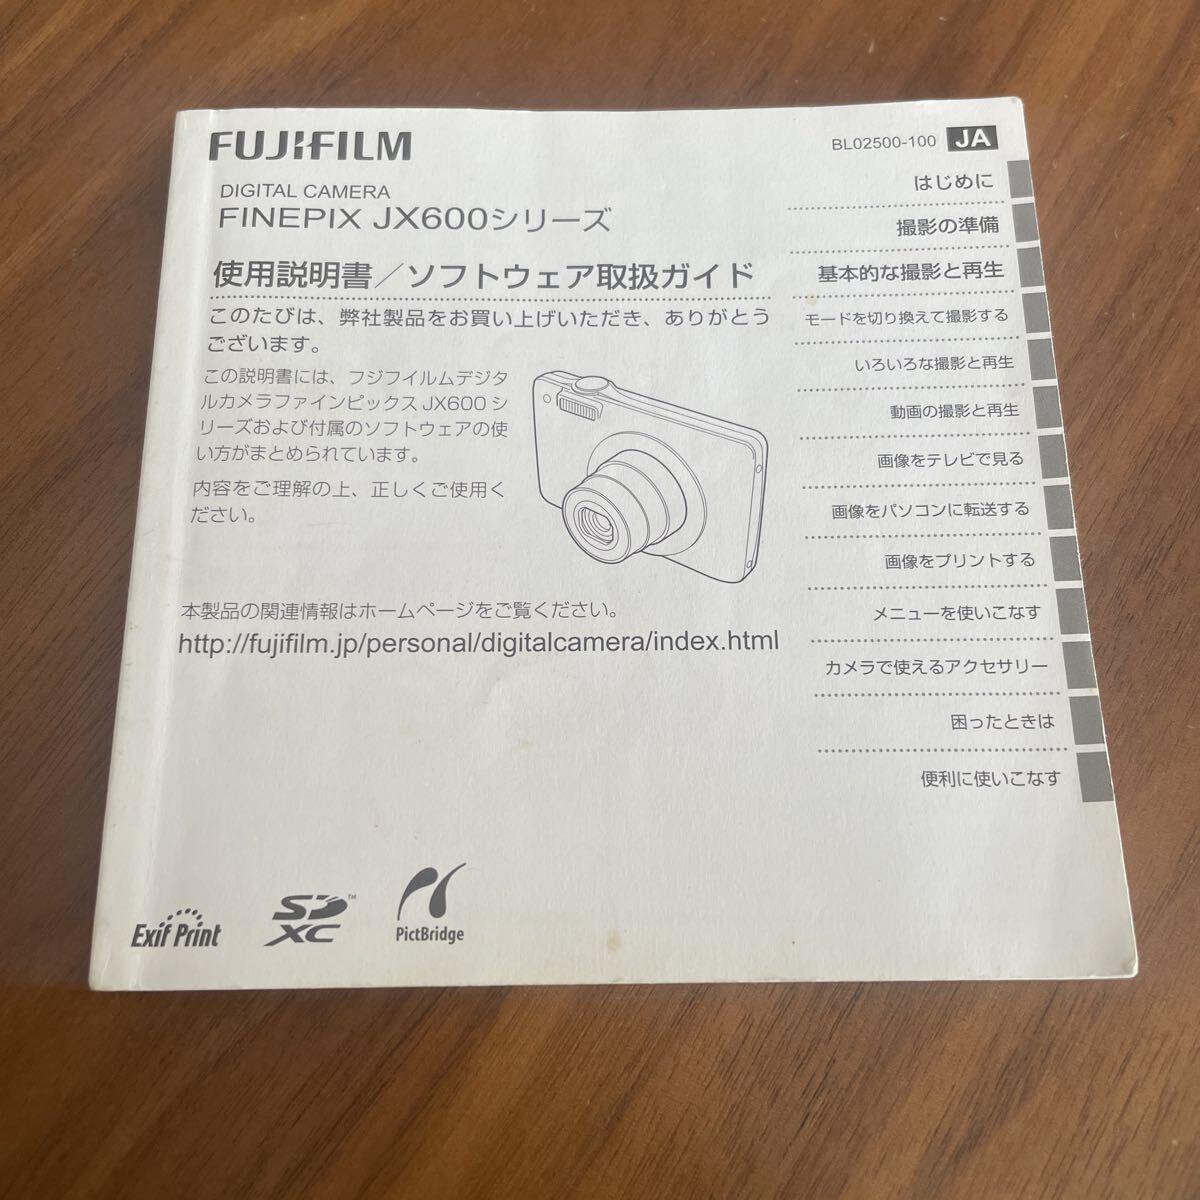 FUJIFILM
DIGITAL CAMERA
FINEPIX JX600シリーズ
使用説明書／ソフトウェア取扱ガイド
このたびは、弊社製品をお買い上げいただき、ありがとう
ございます。
この説明書には、フジフイルムデジタ
ルカメラファインピックス JX600 シ
リーズおよび付属のソフトウェアの使
い方がまとめられています。
内容をご理解の上、正しくご使用く
ださい。
本製品の関連情報はホームページをご覧ください。
http://fujifilm.jp/personal/digitalcamera/index.html
Exif Print
SD XC ™
PictBridge
BL02500-100 JA
はじめに
撮影の準備
基本的な撮影と再生
モードを切り換えて撮影する
いろいろな撮影と再生
動画の撮影と再生
画像をテレビで見る
画像をパソコンに転送する
画像をプリントする
メニューを使いこなす
カメラで使えるアクセサリー
困ったときは
便利に使いこなす